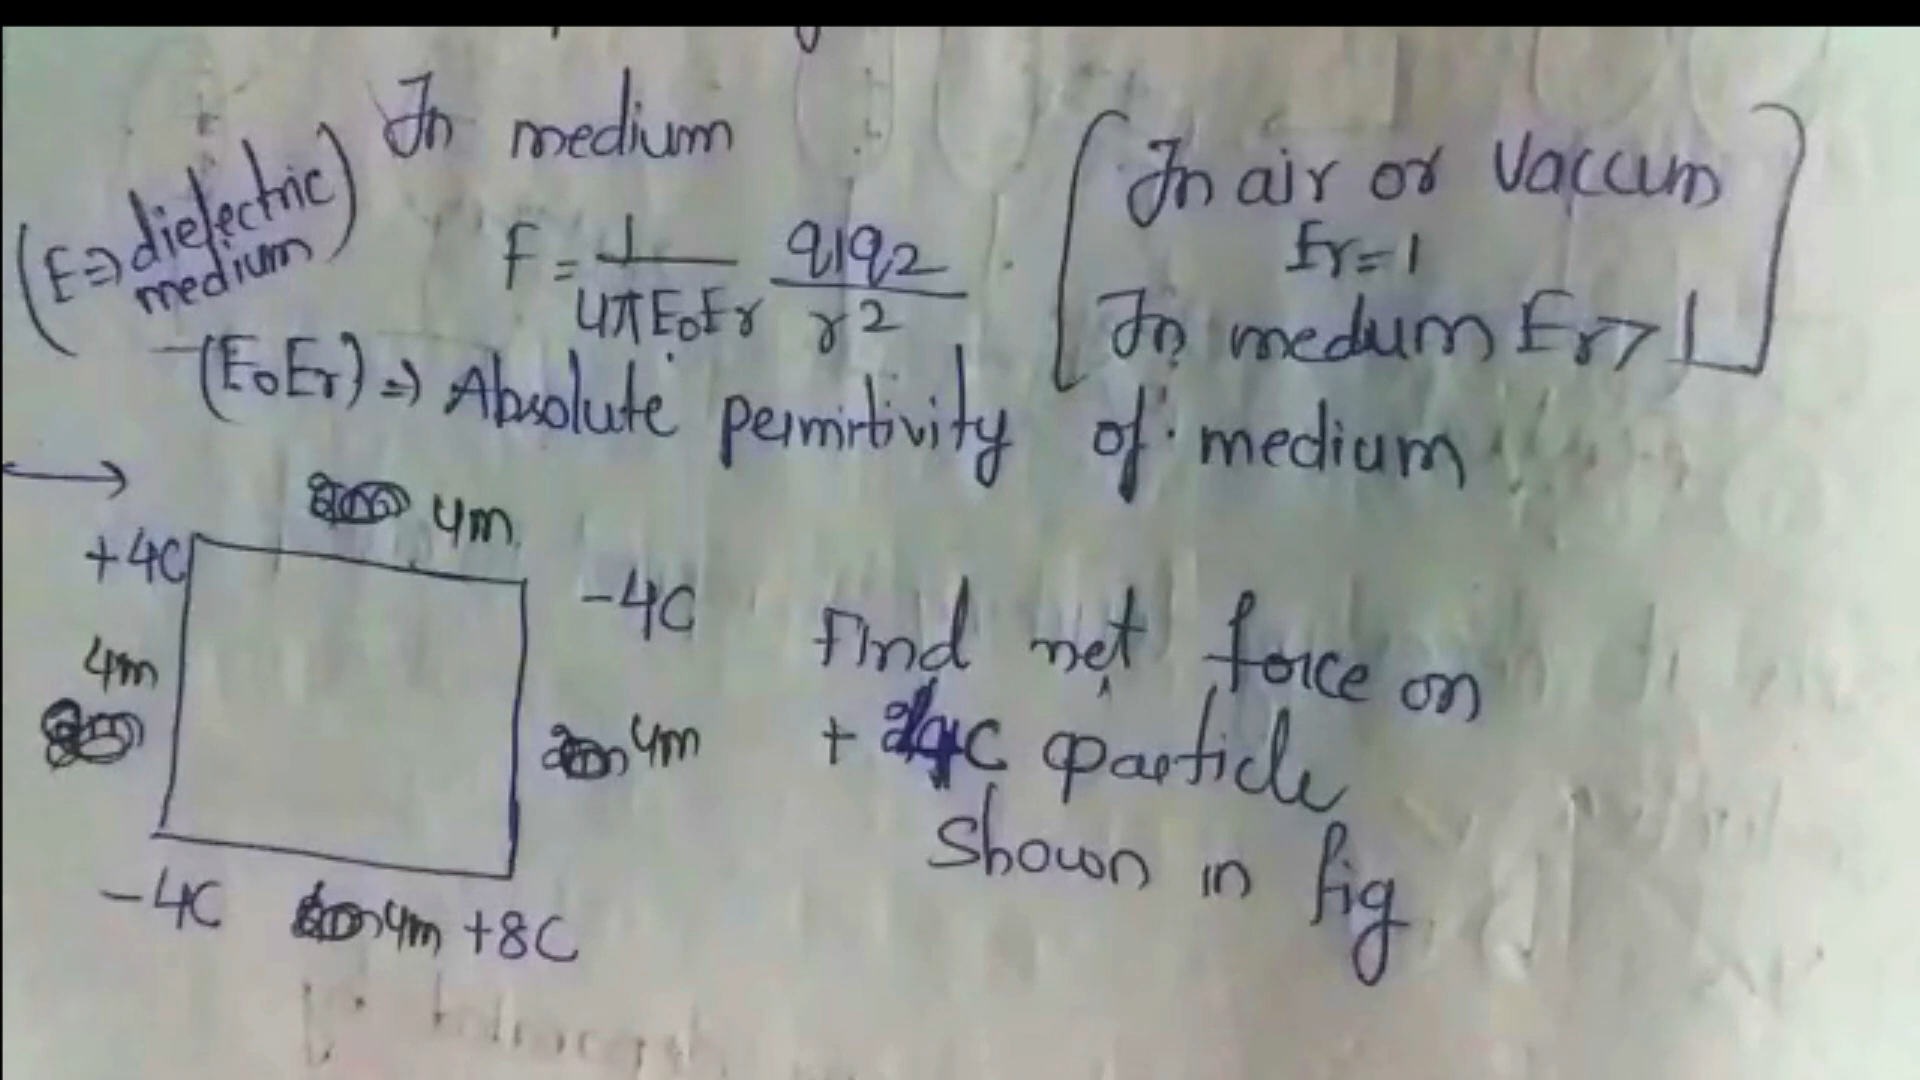 In medium
(E⇒ dielectric medium)
F = 1/4πE₀Er q1q2/r2
[In air or Vaccum
Er=1
In medum Er>1]
(E₀Er) ⇒ Absolute permitivity of medium
→
4m
+4C
-4C
4m
4m
-4C
4m
+8C
Find net force on
+ 4C particle
shown in fig